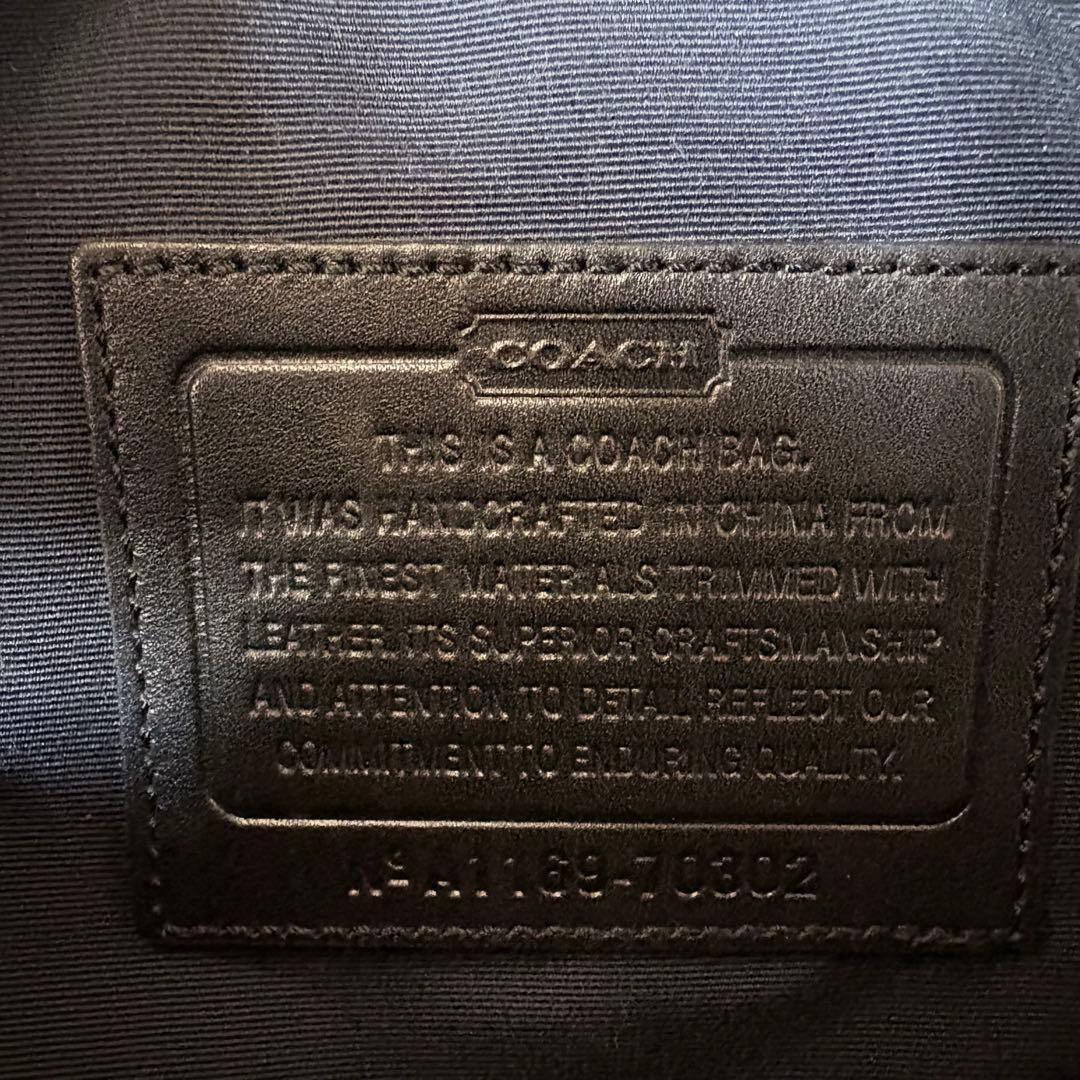 COACH
THIS IS A COACH BAG.
IT WAS HANDCRAFTED IN CHINA FROM
THE FINEST MATERIALS TRIMMED WITH
LEATHER. ITS SUPERIOR CRAFTSMANSHIP
AND ATTENTION TO DETAIL REFLECT OUR
COMMITMENT TO ENDURING QUALITY.
Nº A1169-70302